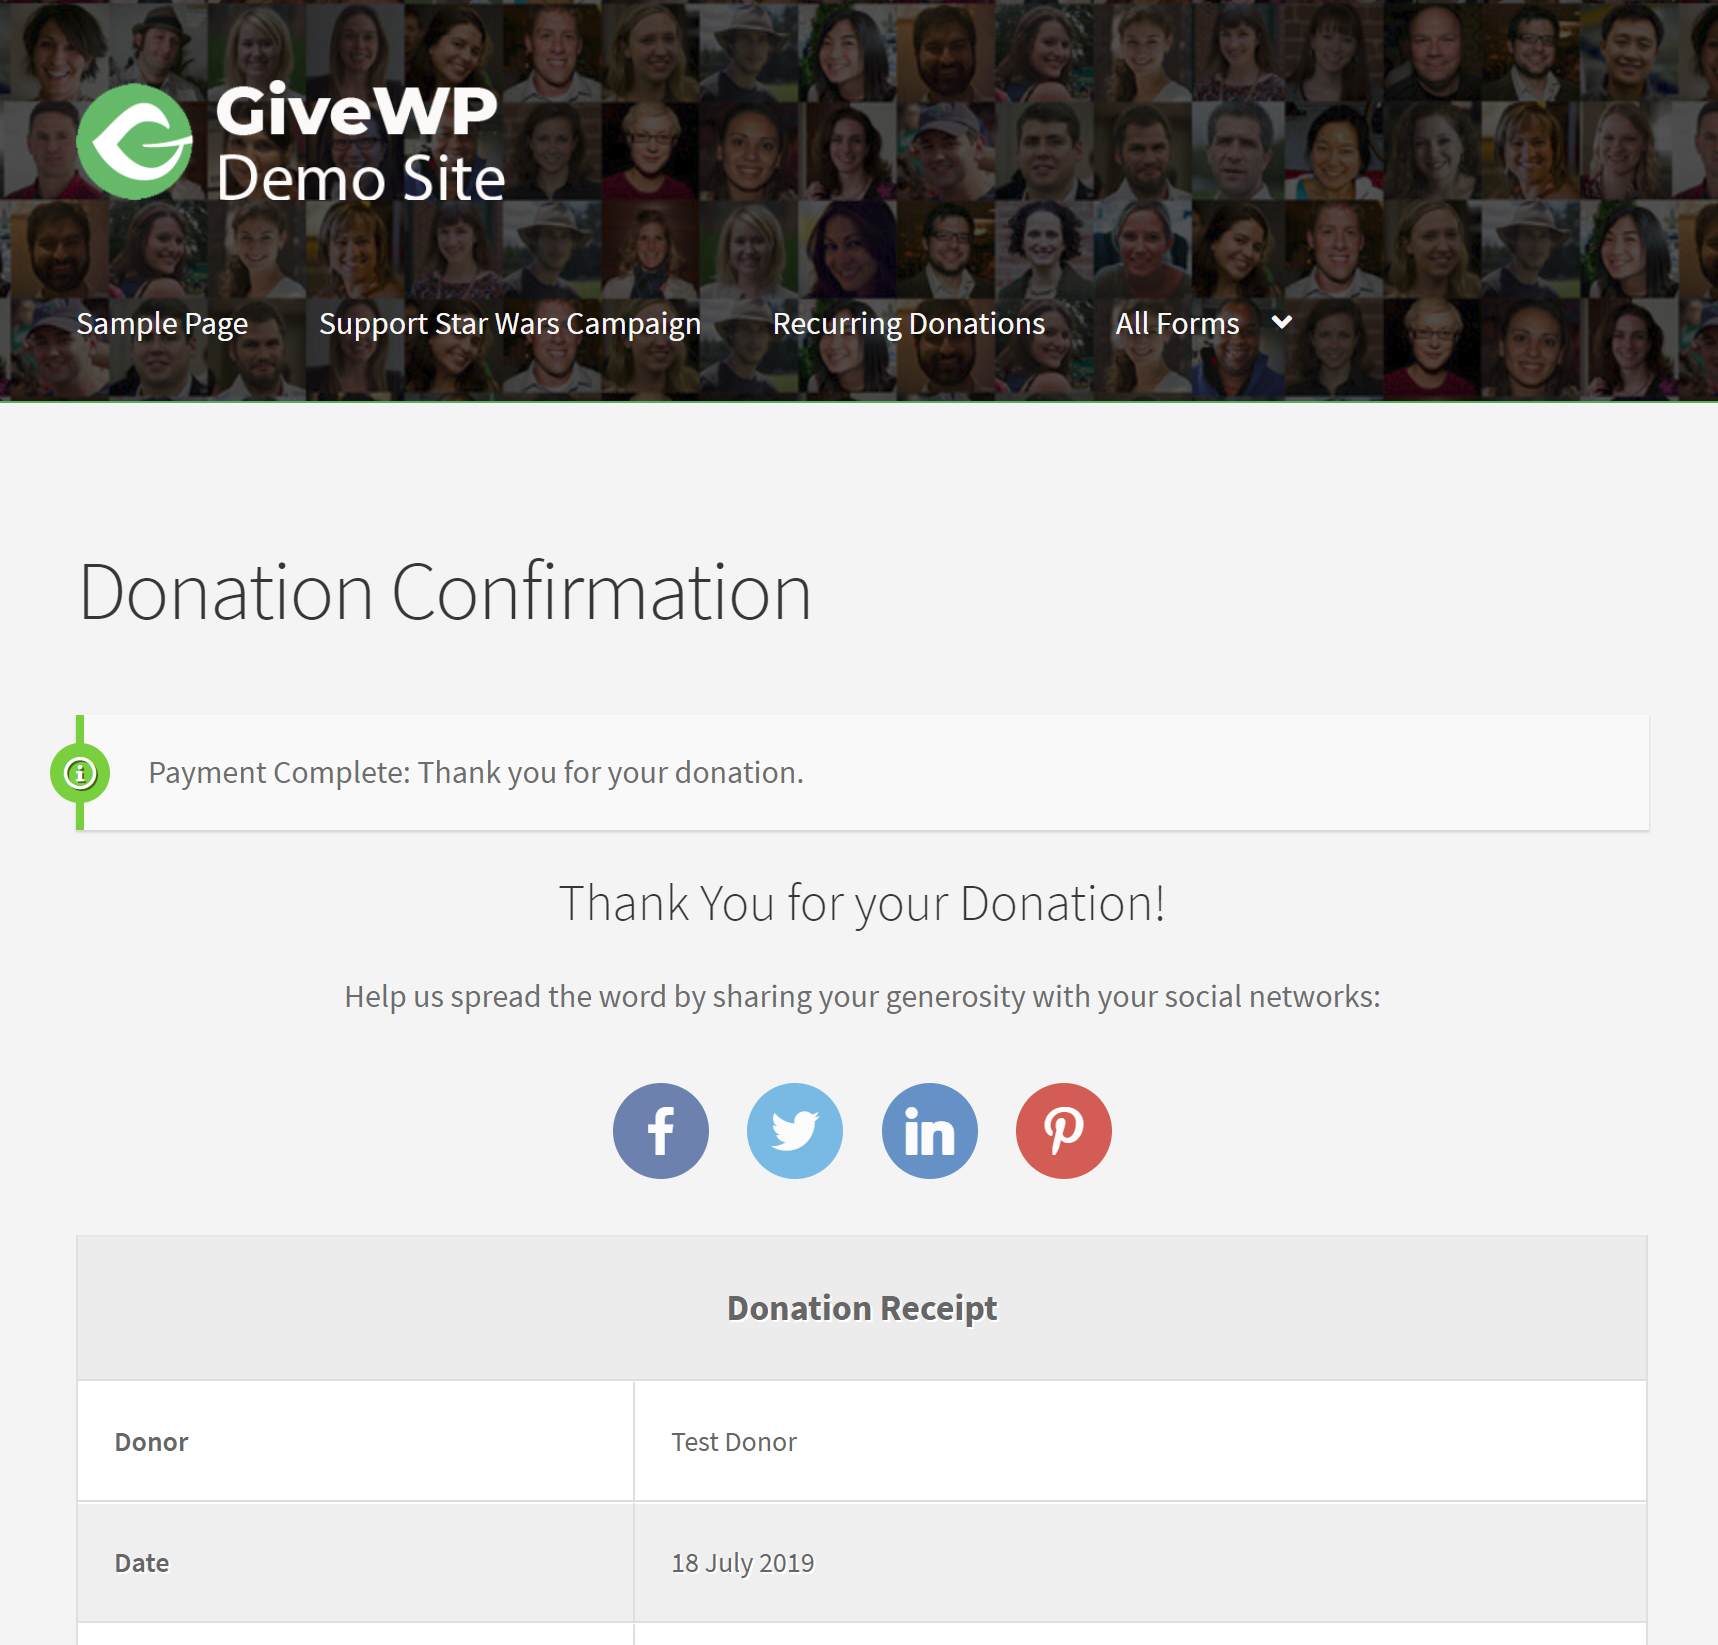 GiveWP
Demo Site
Sample Page Support Star Wars Campaign Recurring Donations All Forms
Donation Confirmation
Payment Complete: Thank you for your donation.
Thank You for your Donation!
Help us spread the word by sharing your generosity with your social networks:
Donation Receipt
Donor Test Donor
Date 18 July 2019